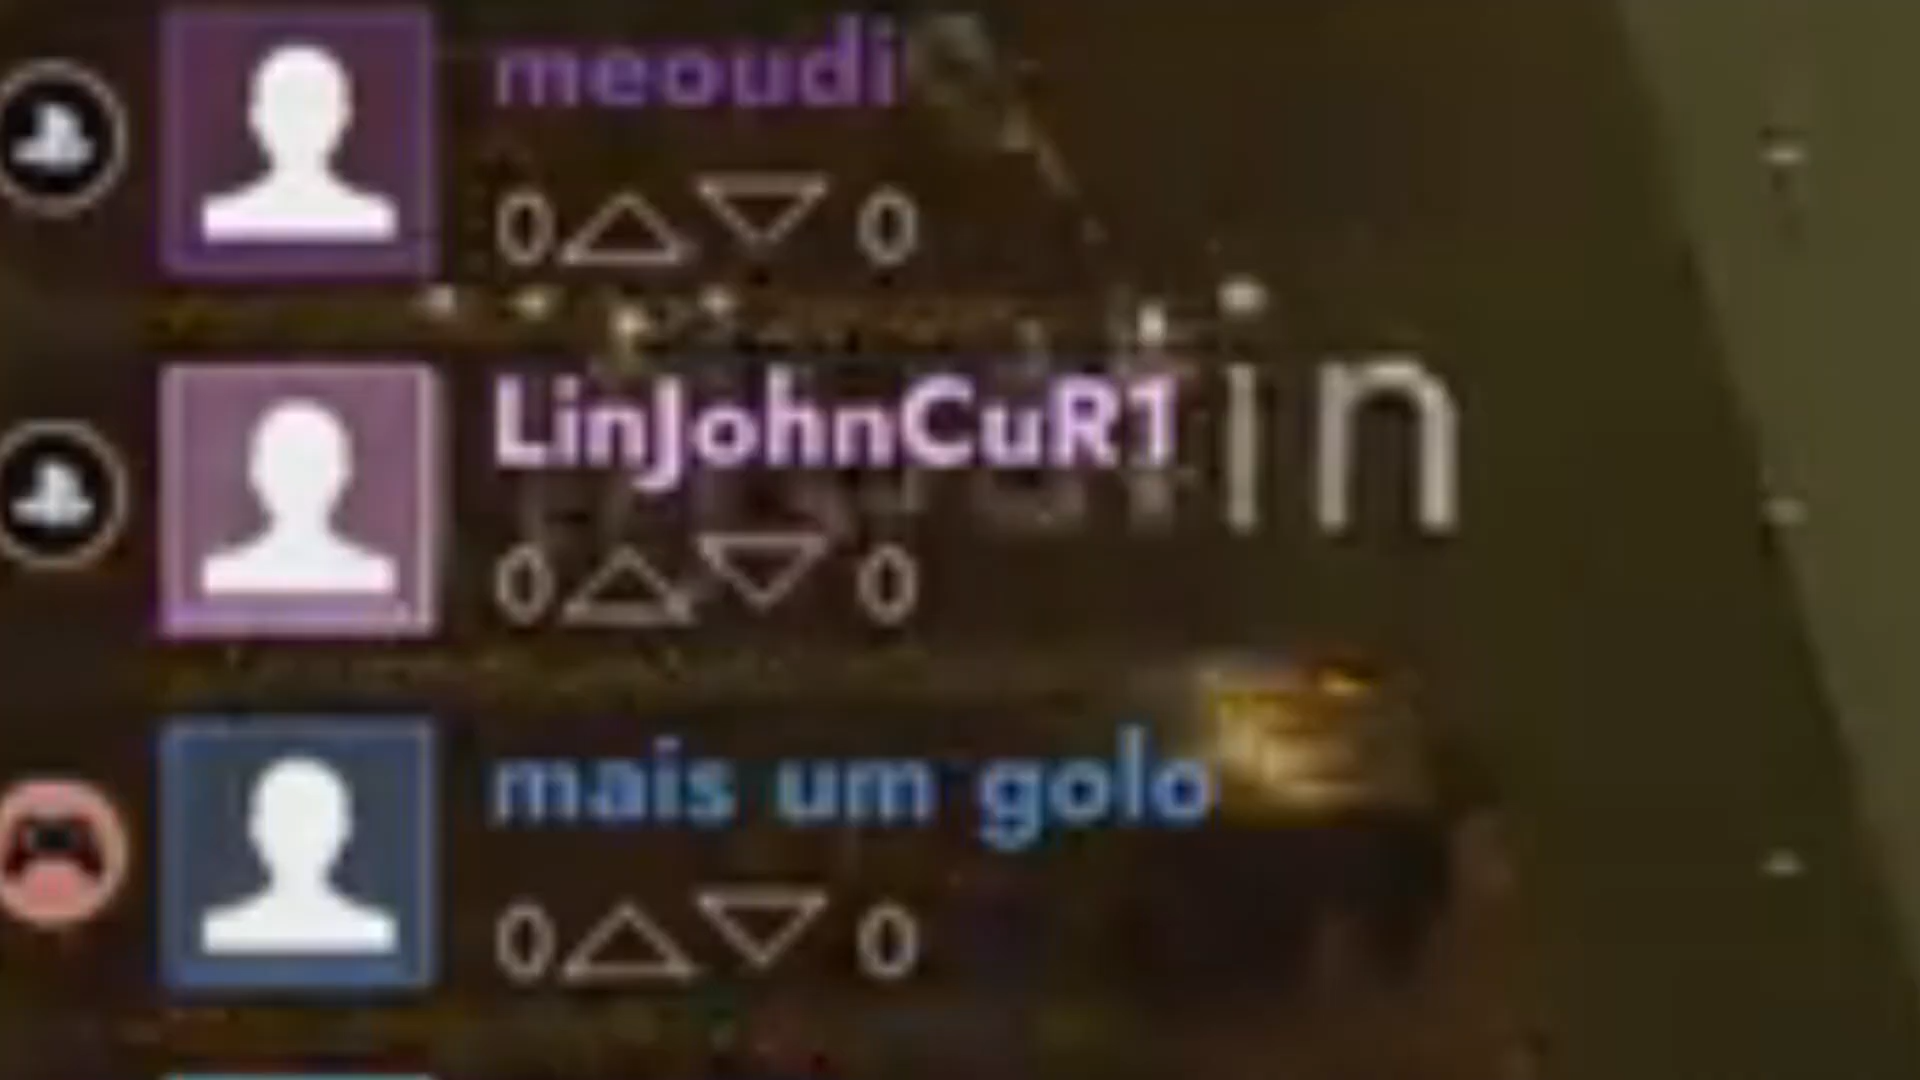 meoudi
0 △ ▽ 0
LinJohnCuR1
in
0 △ ▽ 0
mais um golo
0 △ ▽ 0